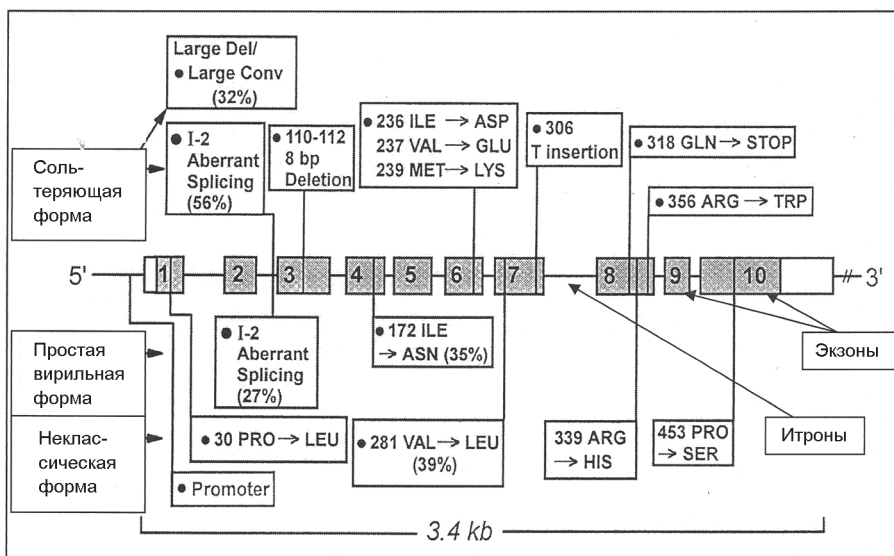 Large Del/
● Large Conv
(32%)
● I-2
Aberrant
Splicing
(56%)
● 110-112
8 bp
Deletion
● 236 ILE → ASP
237 VAL → GLU
239 MET → LYS
● 306
T insertion
● 318 GLN → STOP
● 356 ARG → TRP
Соль-
теряющая
форма
5'
1
2
3
4
5
6
7
8
9
10
3'
Простая
вирильная
форма
Неклас-
сическая
форма
● I-2
Aberrant
Splicing
(27%)
● 172 ILE
→ ASN (35%)
● 30 PRO → LEU
● 281 VAL → LEU
(39%)
339 ARG
→ HIS
453 PRO
→ SER
Экзоны
Итроны
● Promoter
3.4 kb